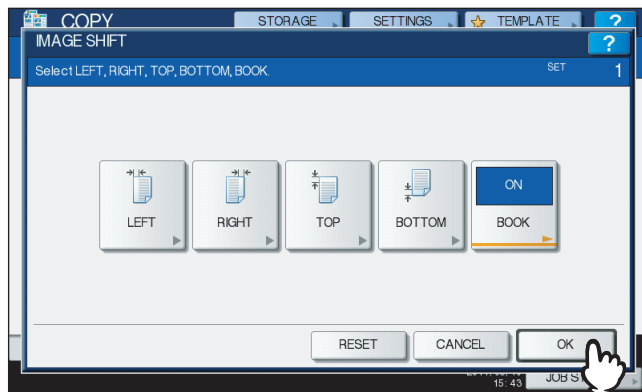 COPY STORAGE SETTINGS TEMPLATE ?
IMAGE SHIFT ?
Select LEFT, RIGHT, TOP, BOTTOM, BOOK. SET 1
ON
LEFT RIGHT TOP BOTTOM BOOK
RESET CANCEL OK
15:43 JOB